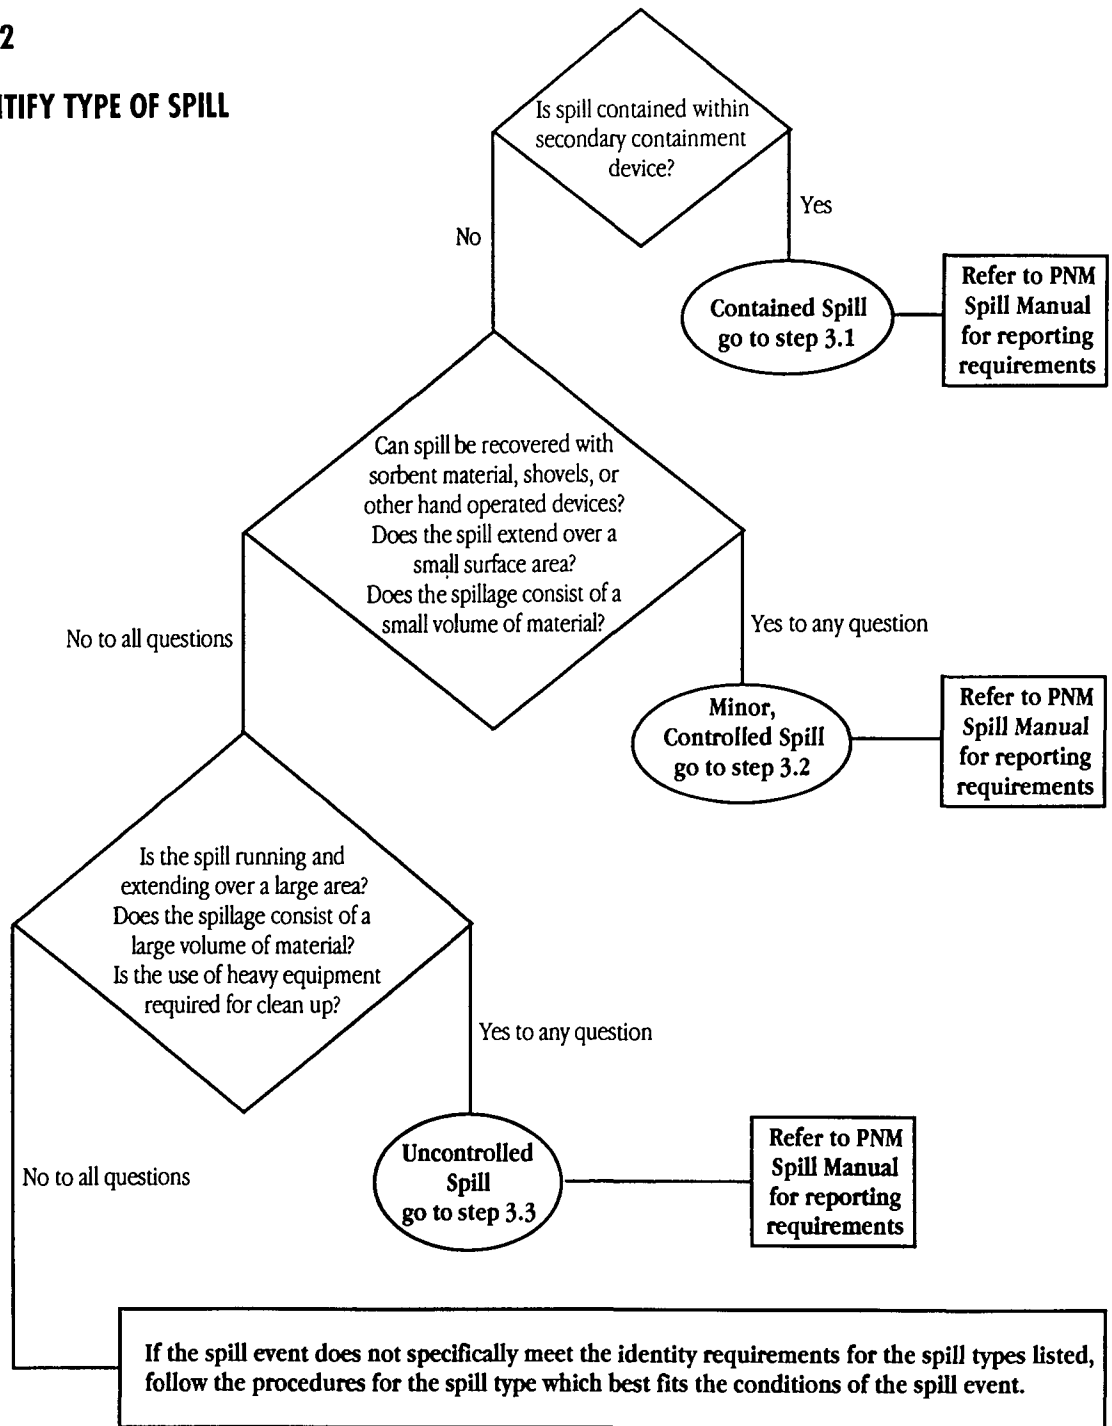 2
NTIFY TYPE OF SPILL
Is spill contained within
secondary containment
device?
Yes
No
Contained Spill
go to step 3.1
Refer to PNM
Spill Manual
for reporting
requirements
Can spill be recovered with
sorbent material, shovels, or
other hand operated devices?
Does the spill extend over a
small surface area?
Does the spillage consist of a
small volume of material?
No to all questions
Yes to any question
Minor,
Controlled Spill
go to step 3.2
Refer to PNM
Spill Manual
for reporting
requirements
Is the spill running and
extending over a large area?
Does the spillage consist of a
large volume of material?
Is the use of heavy equipment
required for clean up?
Yes to any question
No to all questions
Uncontrolled
Spill
go to step 3.3
Refer to PNM
Spill Manual
for reporting
requirements
If the spill event does not specifically meet the identity requirements for the spill types listed,
follow the procedures for the spill type which best fits the conditions of the spill event.